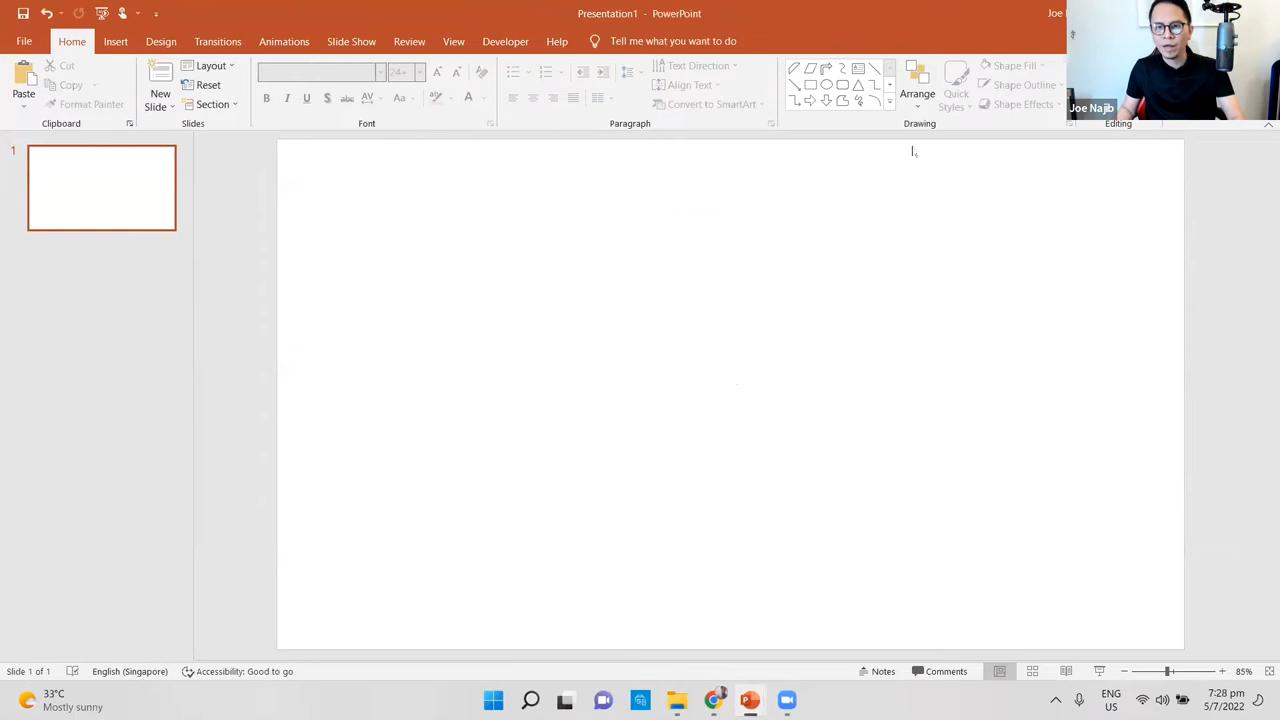 Presentation1 - PowerPoint
Joe
File
Home
Insert
Design
Transitions
Animations
Slide Show
Review
View
Developer
Help
Tell me what you want to do
Paste
Cut
Copy
Format Painter
Clipboard
New
Slide
Layout
Reset
Section
Slides
24+
B I U S abc AV Aa A
Font
Text Direction
Align Text
Convert to SmartArt
Paragraph
Arrange
Quick
Styles
Shape Fill
Shape Outline
Shape Effects
Drawing
Editing
Joe Najib
1
Slide 1 of 1
English (Singapore)
Accessibility: Good to go
Notes
Comments
85%
33°C
Mostly sunny
ENG
US
7:28 pm
5/7/2022